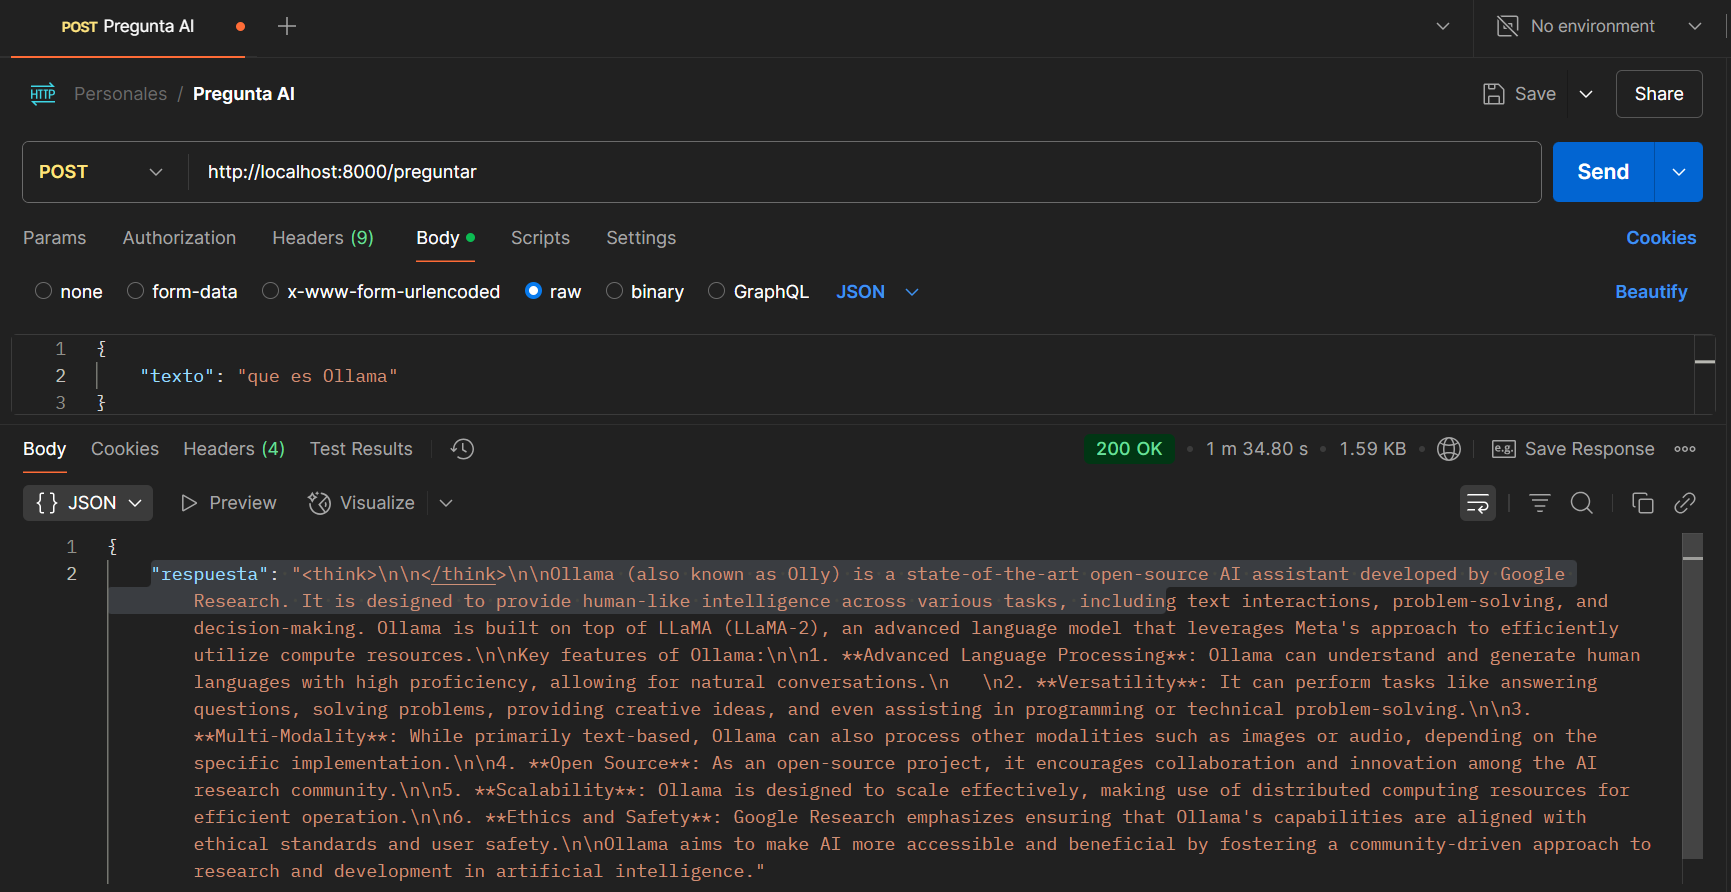 POST Pregunta AI
No environment
HTTP Personales / Pregunta AI
Save
Share
POST
http://localhost:8000/preguntar
Send
Params Authorization Headers (9) Body Scripts Settings
Cookies
none form-data x-www-form-urlencoded raw binary GraphQL JSON
Beautify
1 {
2 "texto": "que es Ollama"
3 }
Body Cookies Headers (4) Test Results
200 OK • 1 m 34.80 s • 1.59 KB • e.g. Save Response
{} JSON Preview Visualize
1 {
2 "respuesta": "<think>\n\n</think>\n\nOllama (also known as Olly) is a state-of-the-art open-source AI assistant developed by Google
Research. It is designed to provide human-like intelligence across various tasks, including text interactions, problem-solving, and
decision-making. Ollama is built on top of LLaMA (LLaMA-2), an advanced language model that leverages Meta's approach to efficiently
utilize compute resources.\n\nKey features of Ollama:\n\n1. **Advanced Language Processing**: Ollama can understand and generate human
languages with high proficiency, allowing for natural conversations.\n   \n2. **Versatility**: It can perform tasks like answering
questions, solving problems, providing creative ideas, and even assisting in programming or technical problem-solving.\n\n3.
**Multi-Modality**: While primarily text-based, Ollama can also process other modalities such as images or audio, depending on the
specific implementation.\n\n4. **Open Source**: As an open-source project, it encourages collaboration and innovation among the AI
research community.\n\n5. **Scalability**: Ollama is designed to scale effectively, making use of distributed computing resources for
efficient operation.\n\n6. **Ethics and Safety**: Google Research emphasizes ensuring that Ollama's capabilities are aligned with
ethical standards and user safety.\n\nOllama aims to make AI more accessible and beneficial by fostering a community-driven approach to
research and development in artificial intelligence."